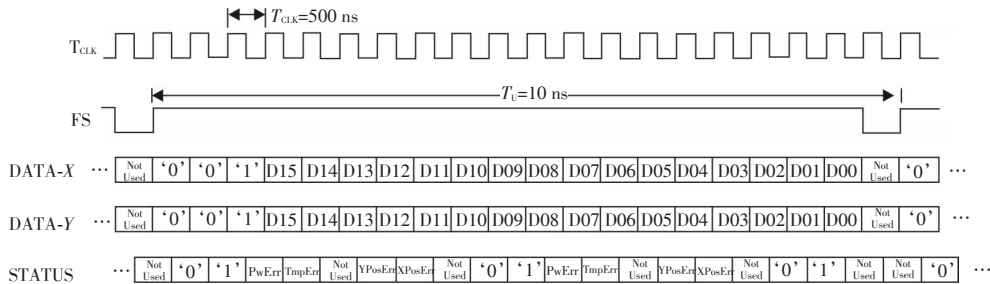 T_CLK=500 ns
T_CLK
T_U=10 ns
FS
DATA-X ··· Not Used '0' '0' '1' D15 D14 D13 D12 D11 D10 D09 D08 D07 D06 D05 D04 D03 D02 D01 D00 Not Used '0' ···
DATA-Y ··· Not Used '0' '0' '1' D15 D14 D13 D12 D11 D10 D09 D08 D07 D06 D05 D04 D03 D02 D01 D00 Not Used '0' ···
STATUS ··· Not Used '0' '1' PwErr TmpErr Not Used YPosErr XPosErr Not Used '0' '1' PwErr TmpErr Not Used YPosErr XPosErr Not Used '0' '1' Not Used Not Used '0' ···